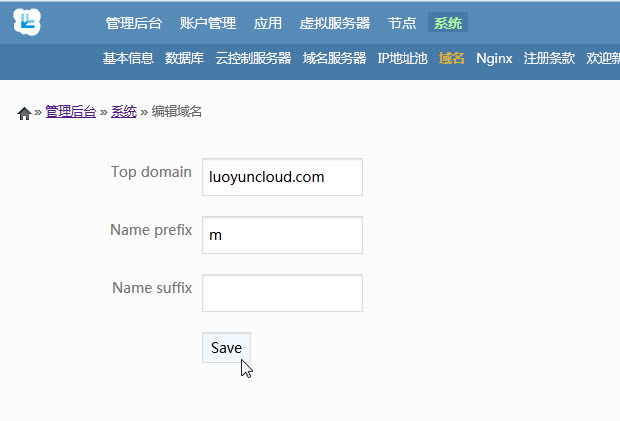 管理后台 账户管理 应用 虚拟服务器 节点 系统
基本信息 数据库 云控制服务器 域名服务器 IP地址池 域名 Nginx 注册条款 欢迎新
» 管理后台 » 系统 » 编辑域名
Top domain luoyuncloud.com
Name prefix m
Name suffix
Save